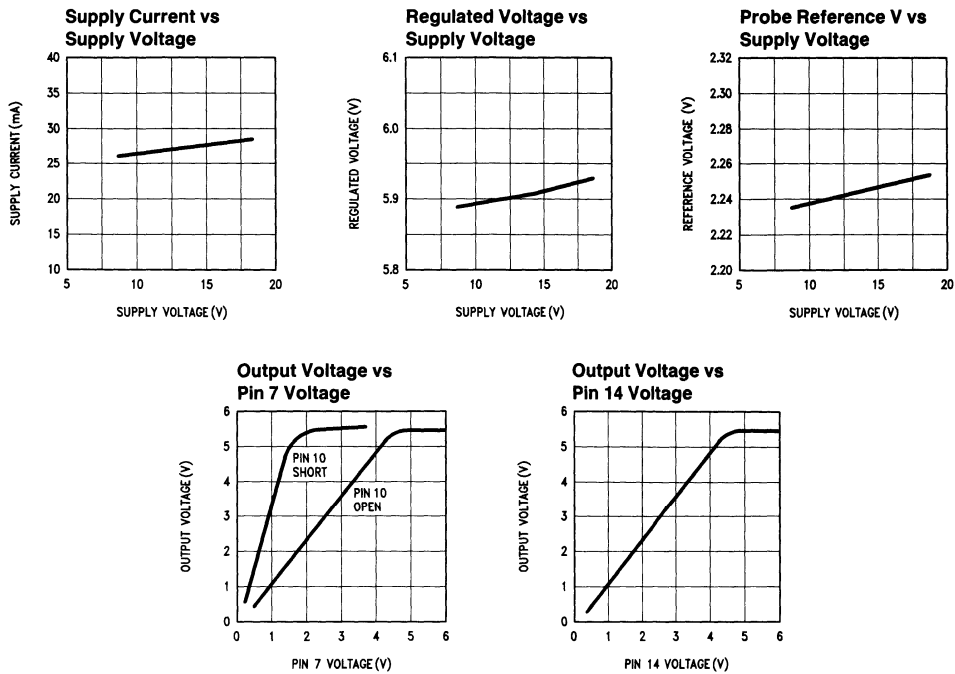 Supply Current vs
Supply Voltage
40
35
30
25
20
15
10
5
10
15
20
SUPPLY CURRENT (mA)
SUPPLY VOLTAGE (V)
Regulated Voltage vs
Supply Voltage
6.1
6.0
5.9
5.8
5
10
15
20
REGULATED VOLTAGE (V)
SUPPLY VOLTAGE (V)
Probe Reference V vs
Supply Voltage
2.32
2.30
2.28
2.26
2.24
2.22
2.20
5
10
15
20
REFERENCE VOLTAGE (V)
SUPPLY VOLTAGE (V)
Output Voltage vs
Pin 7 Voltage
6
5
4
3
2
1
0
0
1
2
3
4
5
6
PIN 10
SHORT
PIN 10
OPEN
OUTPUT VOLTAGE (V)
PIN 7 VOLTAGE (V)
Output Voltage vs
Pin 14 Voltage
6
5
4
3
2
1
0
0
1
2
3
4
5
6
OUTPUT VOLTAGE (V)
PIN 14 VOLTAGE (V)